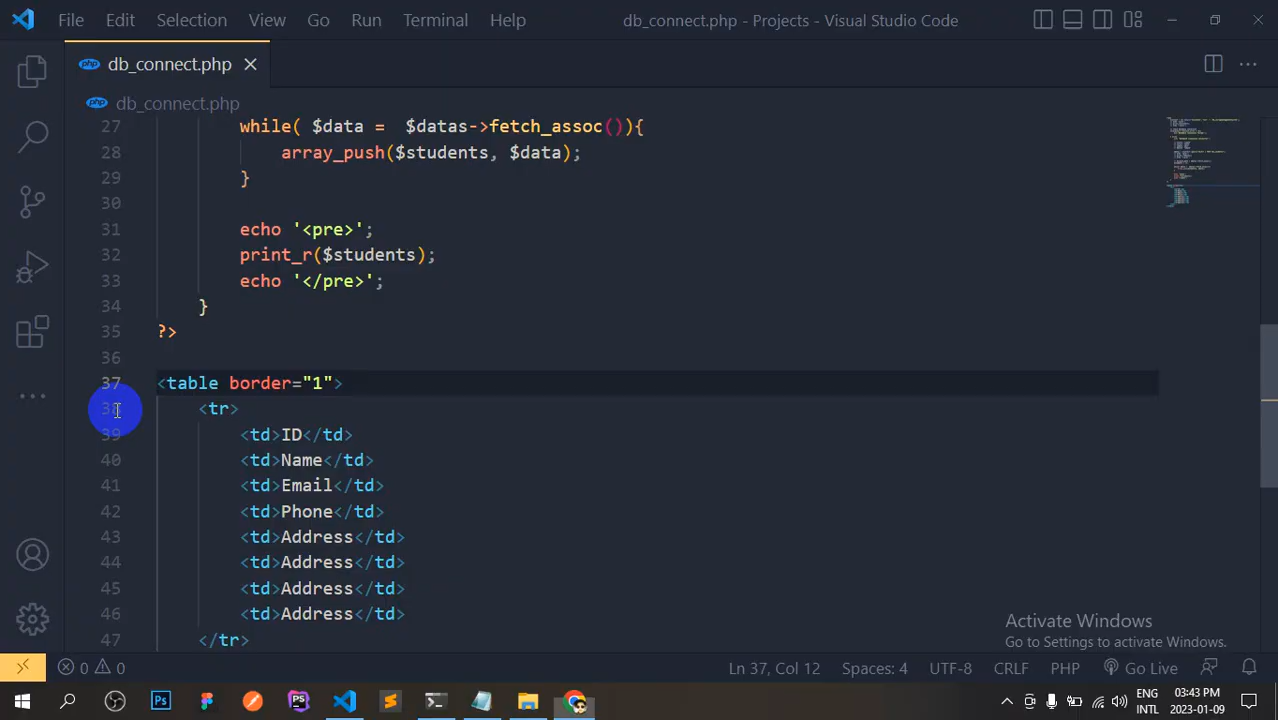 File Edit Selection View Go Run Terminal Help db_connect.php - Projects - Visual Studio Code
php db_connect.php
php db_connect.php
27 while( $data =  $datas->fetch_assoc()){
28 array_push($students, $data);
29 }
30
31 echo '<pre>';
32 print_r($students);
33 echo '</pre>';
34 }
35 ?>
36
37 <table border="1">
38 <tr>
39 <td>ID</td>
40 <td>Name</td>
41 <td>Email</td>
42 <td>Phone</td>
43 <td>Address</td>
44 <td>Address</td>
45 <td>Address</td>
46 <td>Address</td>
47 </tr>
Activate Windows
Go to Settings to activate Windows.
0 0 Ln 37, Col 12 Spaces: 4 UTF-8 CRLF PHP Go Live
Ps PS ENG 03:43 PM
INTL 2023-01-09